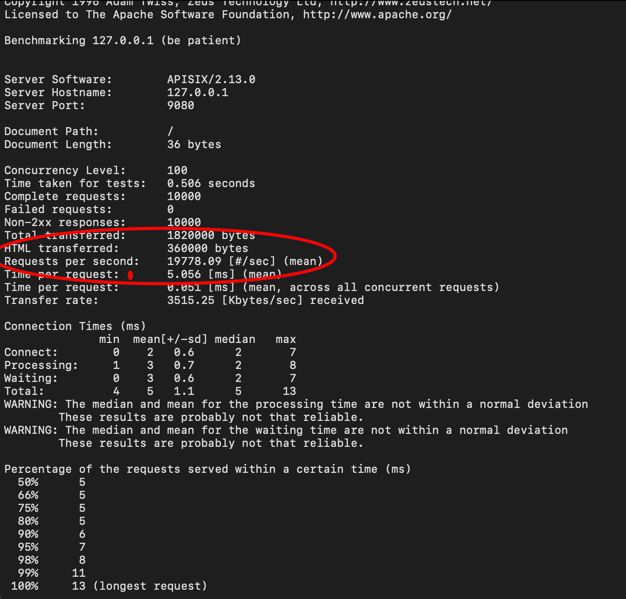 Copyright 1996 Adam Twiss, Zeus Technology Ltd, http://www.zeustech.net/
Licensed to The Apache Software Foundation, http://www.apache.org/
Benchmarking 127.0.0.1 (be patient)
Server Software: APISIX/2.13.0
Server Hostname: 127.0.0.1
Server Port: 9080
Document Path: /
Document Length: 36 bytes
Concurrency Level: 100
Time taken for tests: 0.506 seconds
Complete requests: 10000
Failed requests: 0
Non-2xx responses: 10000
Total transferred: 1820000 bytes
HTML transferred: 360000 bytes
Requests per second: 19778.09 [#/sec] (mean)
Time per request: 5.056 [ms] (mean)
Time per request: 0.051 [ms] (mean, across all concurrent requests)
Transfer rate: 3515.25 [Kbytes/sec] received
Connection Times (ms)
min mean[+/-sd] median max
Connect: 0 2 0.6 2 7
Processing: 1 3 0.7 2 8
Waiting: 0 3 0.6 2 7
Total: 4 5 1.1 5 13
WARNING: The median and mean for the processing time are not within a normal deviation
These results are probably not that reliable.
WARNING: The median and mean for the waiting time are not within a normal deviation
These results are probably not that reliable.
Percentage of the requests served within a certain time (ms)
50% 5
66% 5
75% 5
80% 5
90% 6
95% 7
98% 8
99% 11
100% 13 (longest request)